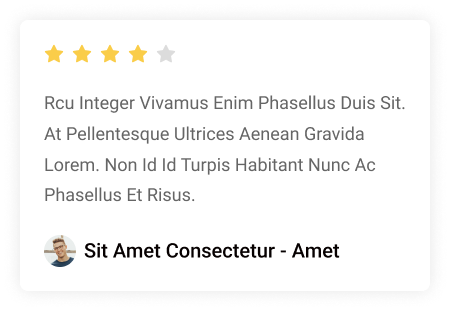 Rcu Integer Vivamus Enim Phasellus Duis Sit.
At Pellentesque Ultrices Aenean Gravida
Lorem. Non Id Id Turpis Habitant Nunc Ac
Phasellus Et Risus.
Sit Amet Consectetur - Amet